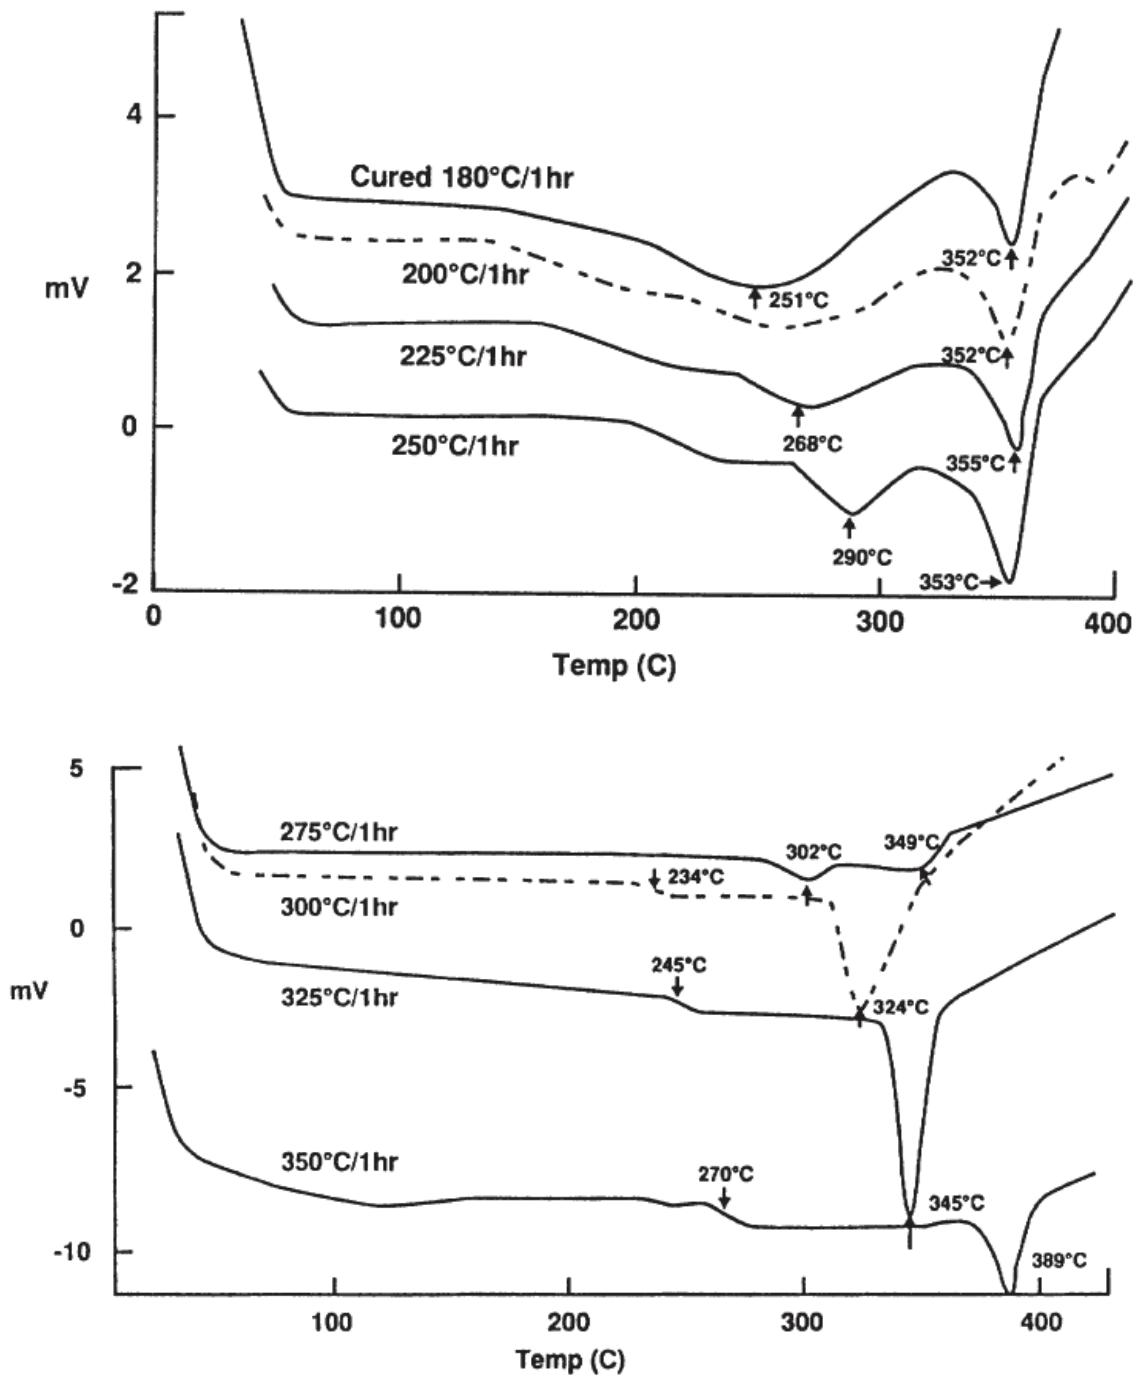 4
Cured 180°C/1hr
352°C
200°C/1hr
2
mV
251°C
225°C/1hr
352°C
0
250°C/1hr
268°C
355°C
290°C
353°C
-2
0
100
200
300
400
Temp (C)
5
275°C/1hr
302°C
349°C
234°C
300°C/1hr
0
245°C
mV
325°C/1hr
324°C
-5
350°C/1hr
270°C
345°C
-10
389°C
100
200
300
400
Temp (C)